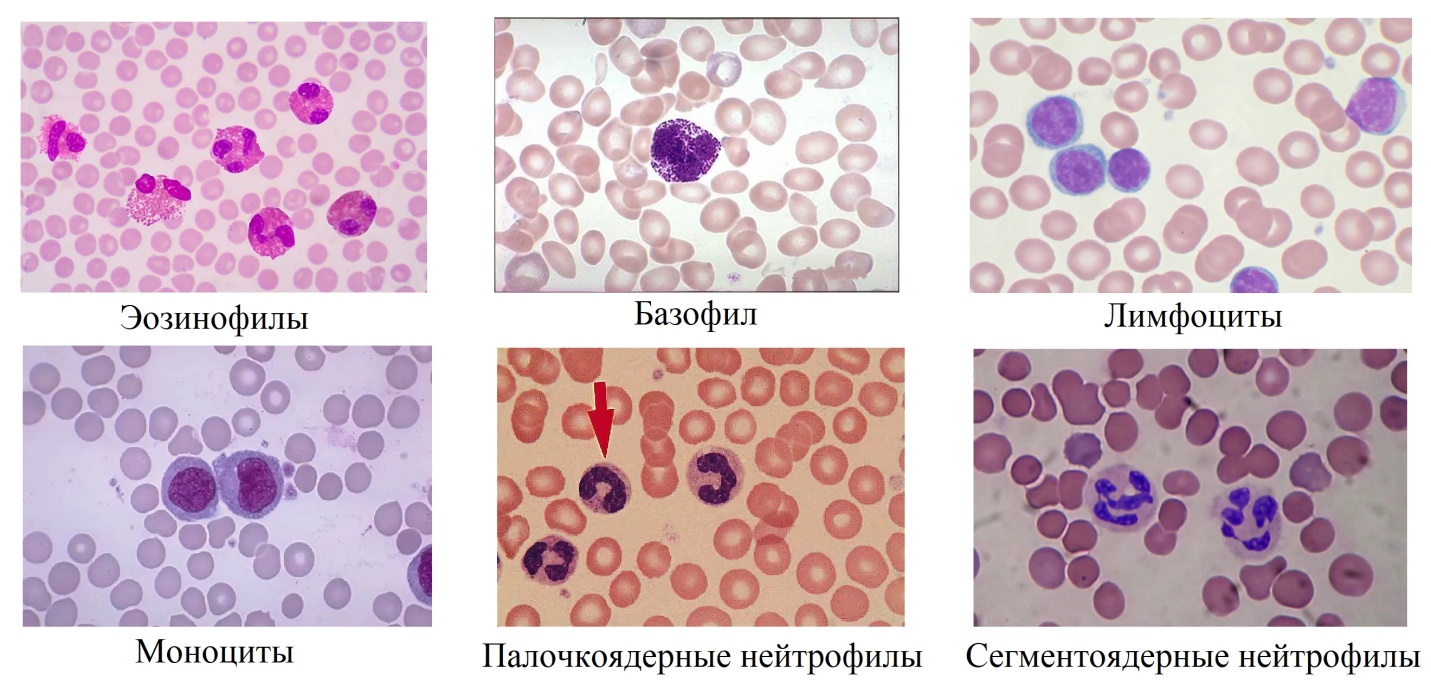 Эозинофилы
Базофил
Лимфоциты
Моноциты
Палочкоядерные нейтрофилы
Сегментоядерные нейтрофилы